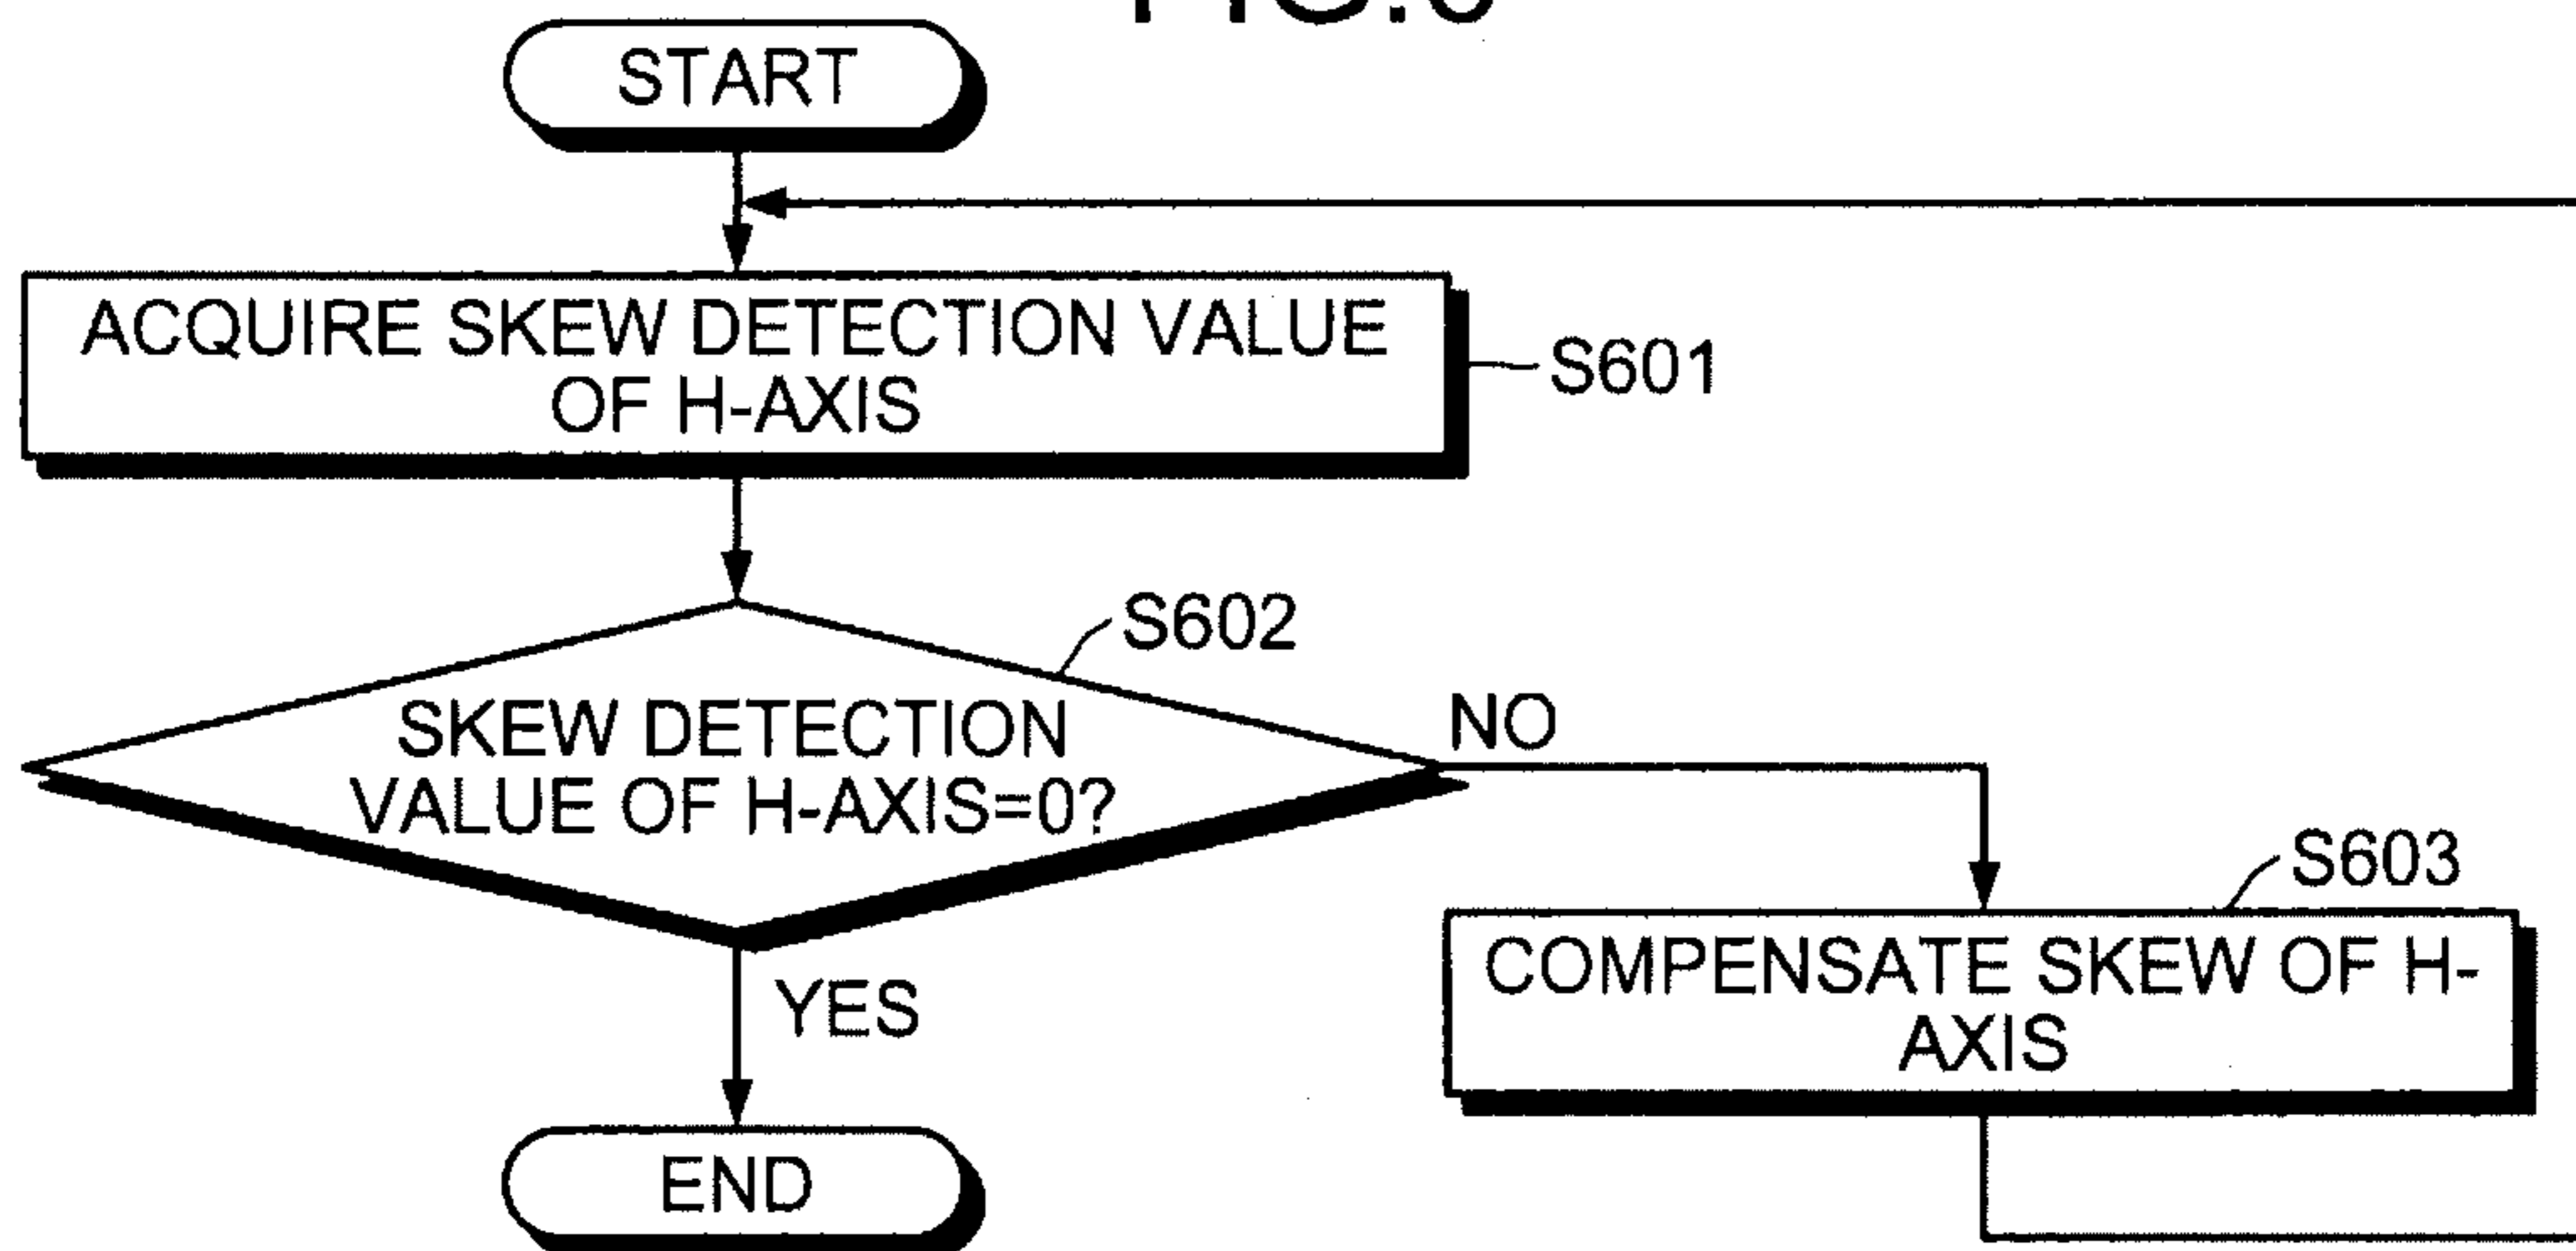 START
ACQUIRE SKEW DETECTION VALUE
OF H-AXIS
S601
S602
SKEW DETECTION
VALUE OF H-AXIS=0?
NO
S603
COMPENSATE SKEW OF H-
AXIS
YES
END